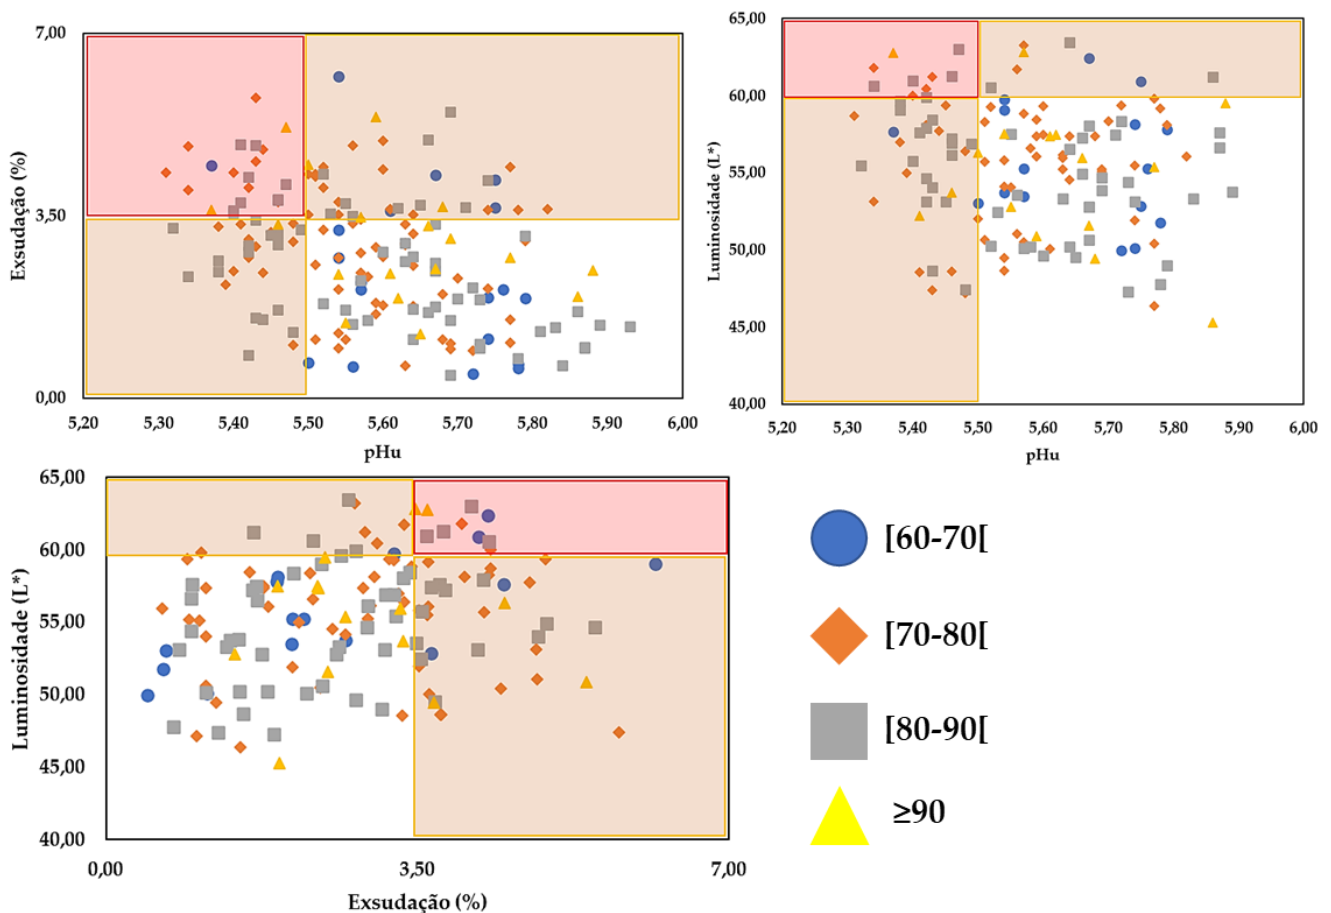 7,00
3,50
0,00
Exsudação (%)
5,20 5,30 5,40 5,50 5,60 5,70 5,80 5,90 6,00
pHu
65,00
60,00
55,00
50,00
45,00
40,00
Luminosidade (L*)
5,20 5,30 5,40 5,50 5,60 5,70 5,80 5,90 6,00
pHu
65,00
60,00
55,00
50,00
45,00
40,00
Luminosidade (L*)
0,00 3,50 7,00
Exsudação (%)
[60-70[
[70-80[
[80-90[
≥90